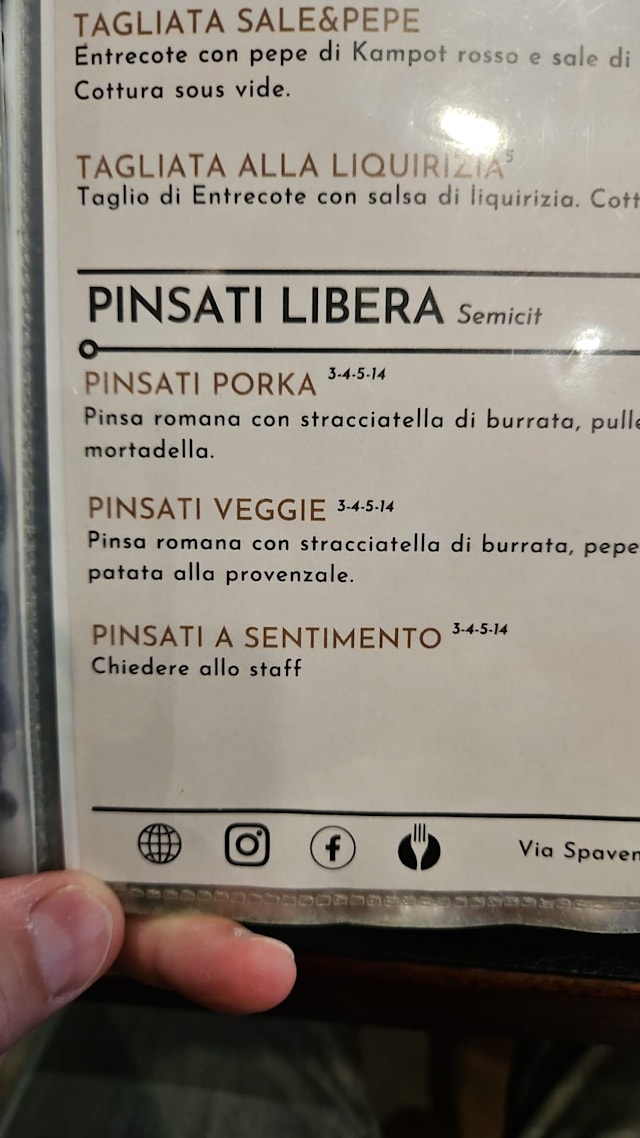 TAGLIATA SALE&PEPE
Entrecote con pepe di Kampot rosso e sale di
Cottura sous vide.
TAGLIATA ALLA LIQUIRIZIA 5
Taglio di Entrecote con salsa di liquirizia.
PINSATI LIBERA Semicit
PINSATI PORKA 3-4-5-14
Pinsa romana con stracciatella di burrata,
mortadella.
PINSATI VEGGIE 3-4-5-14
Pinsa romana con stracciatella di burrata,
patata alla provenzale.
PINSATI A SENTIMENTO 3-4-5-14
Chiedere allo staff
Via